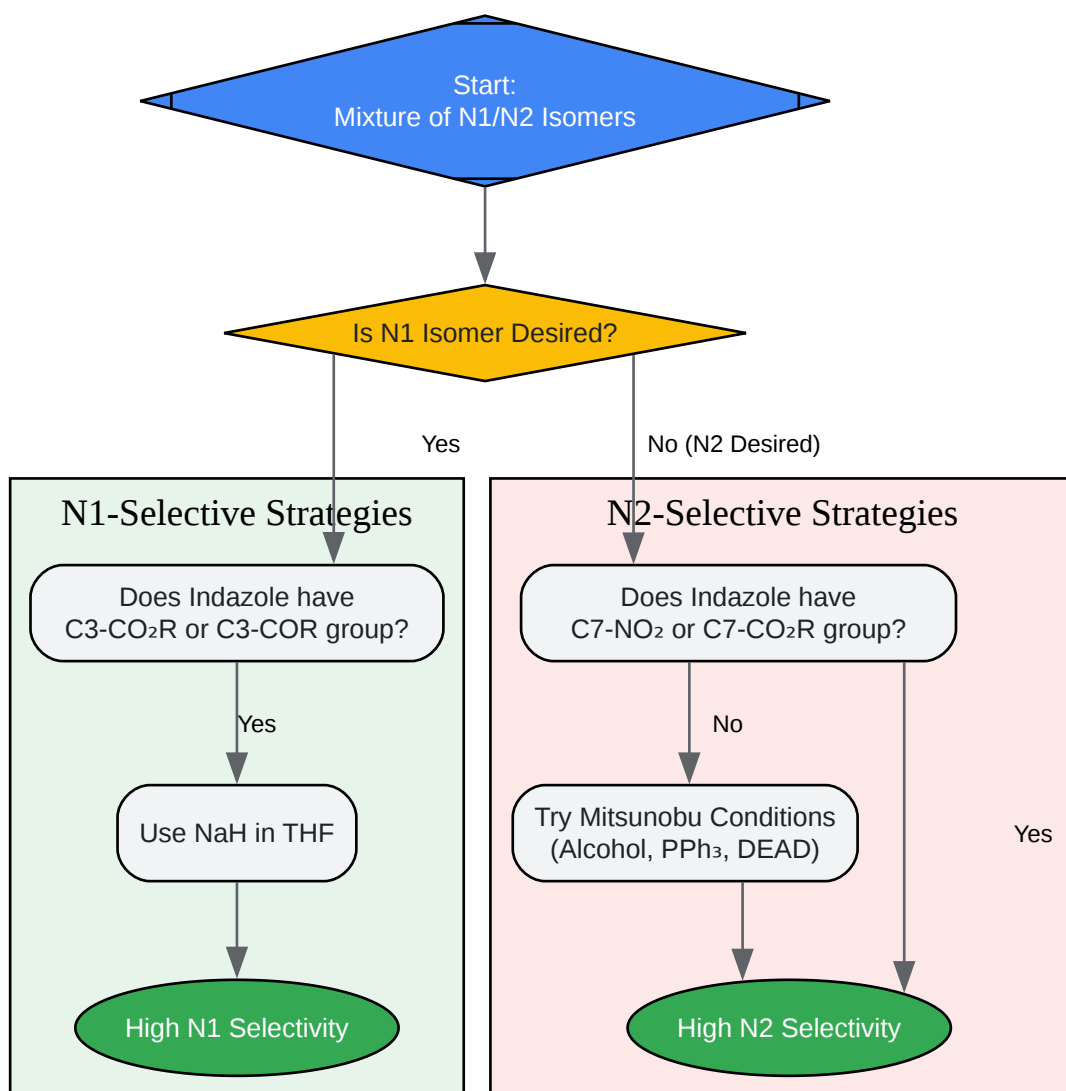 Start:
Mixture of N1/N2 Isomers
Is N1 Isomer Desired?
Yes
No (N2 Desired)
N1-Selective Strategies
N2-Selective Strategies
Does Indazole have
C3-CO₂R or C3-COR group?
Does Indazole have
C7-NO₂ or C7-CO₂R group?
Yes
No
Yes
Use NaH in THF
Try Mitsunobu Conditions
(Alcohol, PPh₃, DEAD)
High N1 Selectivity
High N2 Selectivity